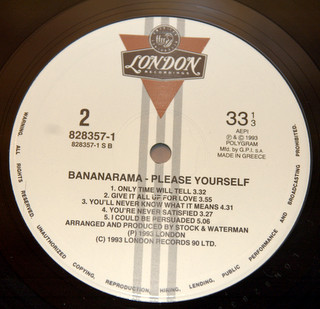 LONDON
RECORDINGS
2
828357-1
828357-1 S B
33 1/3
AEPI
℗ & © 1993
POLYGRAM
Mfd. by G.P.I. S.A.
MADE IN GREECE
BANANARAMA - PLEASE YOURSELF
1. ONLY TIME WILL TELL 3.32
2. GIVE IT ALL UP FOR LOVE 3.55
3. YOU'LL NEVER KNOW WHAT IT MEANS 4.31
4. YOU'RE NEVER SATISFIED 3.27
5. I COULD BE PERSUADED 5.06
ARRANGED AND PRODUCED BY STOCK & WATERMAN
(P) 1993 LONDON
(C) 1993 LONDON RECORDS 90 LTD.
WARNING. ALL RIGHTS RESERVED. UNAUTHORIZED COPYING, REPRODUCTION, HIRING, LENDING, PUBLIC PERFORMANCE AND BROADCASTING PROHIBITED.